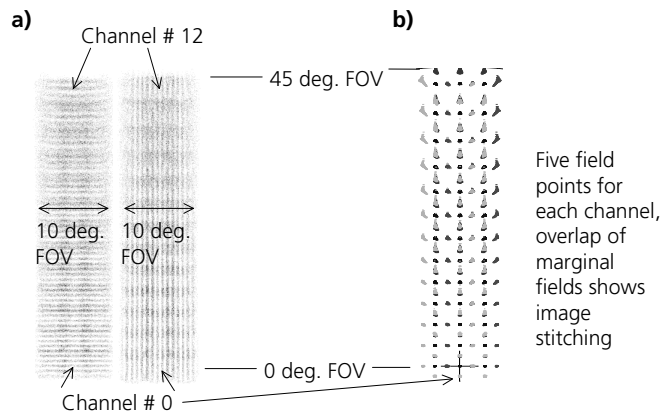 a)
Channel # 12
45 deg. FOV
10 deg.
FOV
10 deg.
FOV
0 deg. FOV
Channel # 0
b)
Five field
points for
each channel,
overlap of
marginal
fields shows
image
stitching